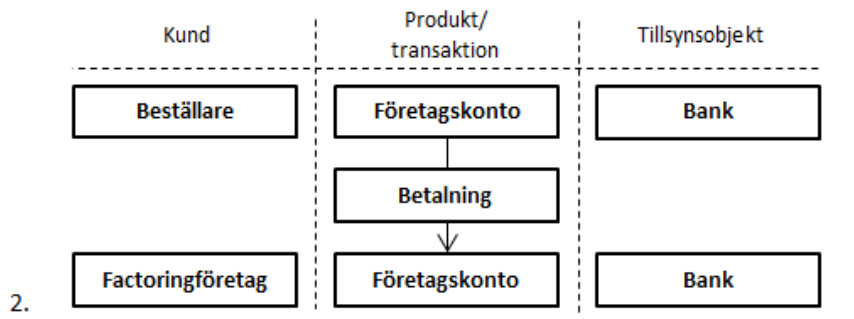 Kund
Produkt/
transaktion
Tillsynsobjekt
Beställare
Företagskonto
Bank
Betalning
Factoringföretag
Företagskonto
Bank
2.